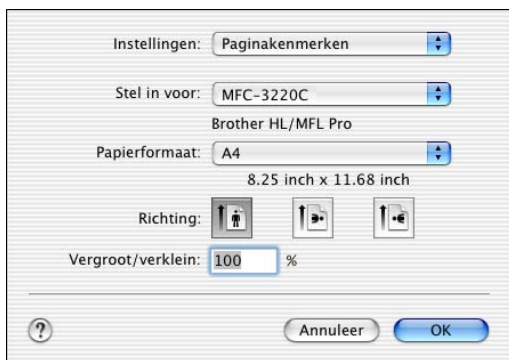 Instellingen: Paginakenmerken
Stel in voor: MFC-3220C
Brother HL/MFL Pro
Papierformaat: A4
8.25 inch x 11.68 inch
Richting:
Vergroot/verklein: 100 %
? Annuleer OK